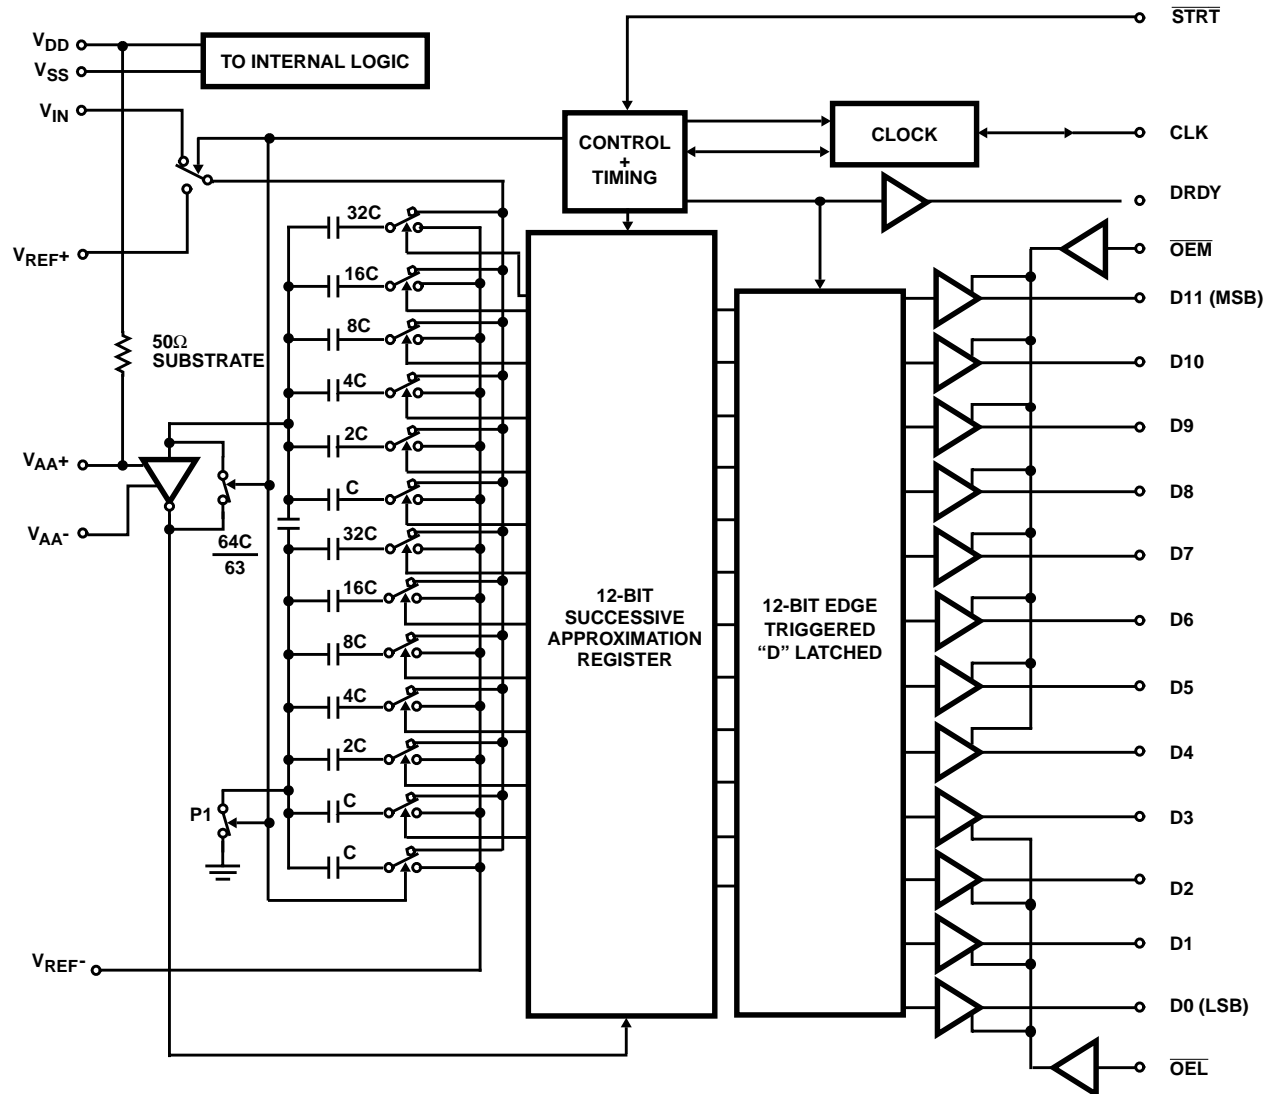 STRT
VDD
VSS
TO INTERNAL LOGIC
VIN
CONTROL
+
TIMING
CLOCK
CLK
DRDY
VREF+
OEM
32C
16C
8C
4C
2C
C
32C
16C
8C
4C
2C
C
C
50Ω
SUBSTRATE
VAA+
VAA-
64C
63
P1
VREF-
12-BIT
SUCCESSIVE
APPROXIMATION
REGISTER
12-BIT EDGE
TRIGGERED
“D” LATCHED
D11 (MSB)
D10
D9
D8
D7
D6
D5
D4
D3
D2
D1
D0 (LSB)
OEL